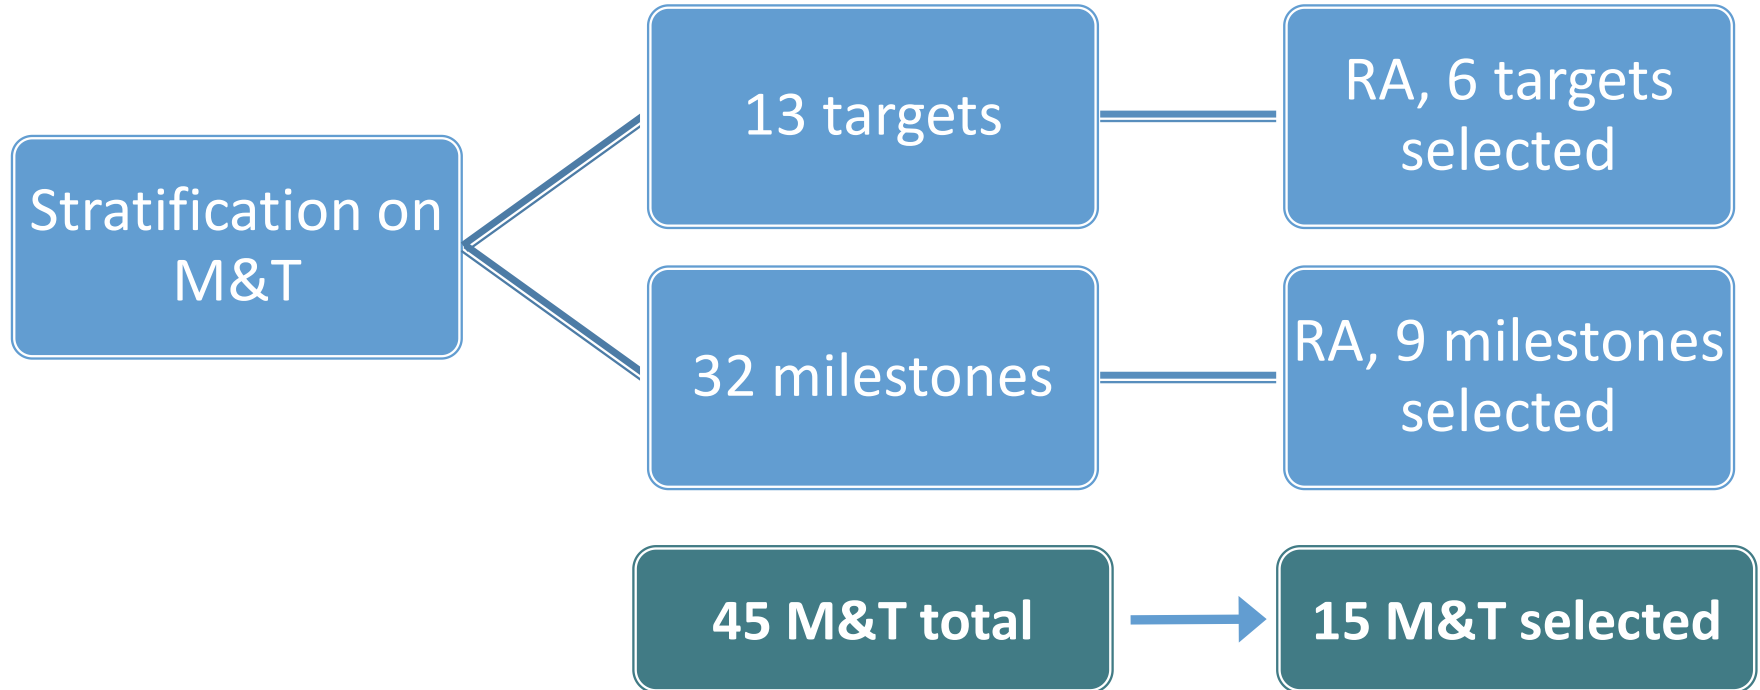 Stratification on
M&T
13 targets
RA, 6 targets
selected
32 milestones
RA, 9 milestones
selected
45 M&T total
15 M&T selected